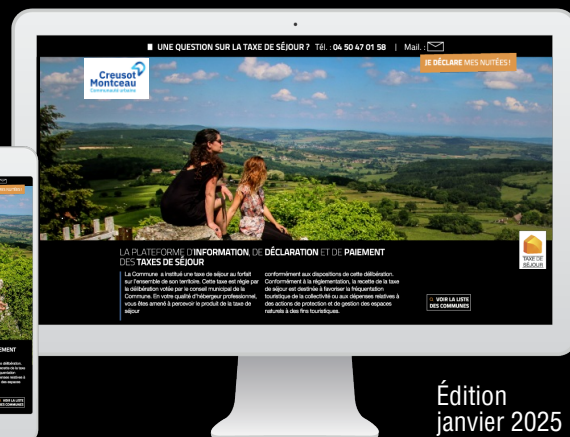 UNE QUESTION SUR LA TAXE DE SÉJOUR ? Tél. : 04 50 47 01 58 | Mail. :
JE DÉCLARE MES NUITÉES !
Creusot
Montceau
Communauté urbaine
LA PLATEFORME D'INFORMATION, DE DÉCLARATION ET DE PAIEMENT
DES TAXES DE SÉJOUR
La Commune a institué une taxe de séjour au forfait
sur l'ensemble de son territoire. Cette taxe est régie par
la délibération votée par le conseil municipal de la
Commune. En votre qualité d'hébergeur professionnel,
vous êtes amené à percevoir le produit de la taxe de
séjour
conformément aux dispositions de cette délibération.
Conformément à la réglementation, la recette de la taxe
de séjour est destinée à favoriser la fréquentation
touristique de la collectivité ou aux dépenses relatives à
des actions de protection et de gestion des espaces
naturels à des fins touristiques.
TAXE DE
SÉJOUR
VOIR LA LISTE
DES COMMUNES
EMENT
VOIR LA LISTE
DES COMMUNES
Édition
janvier 2025